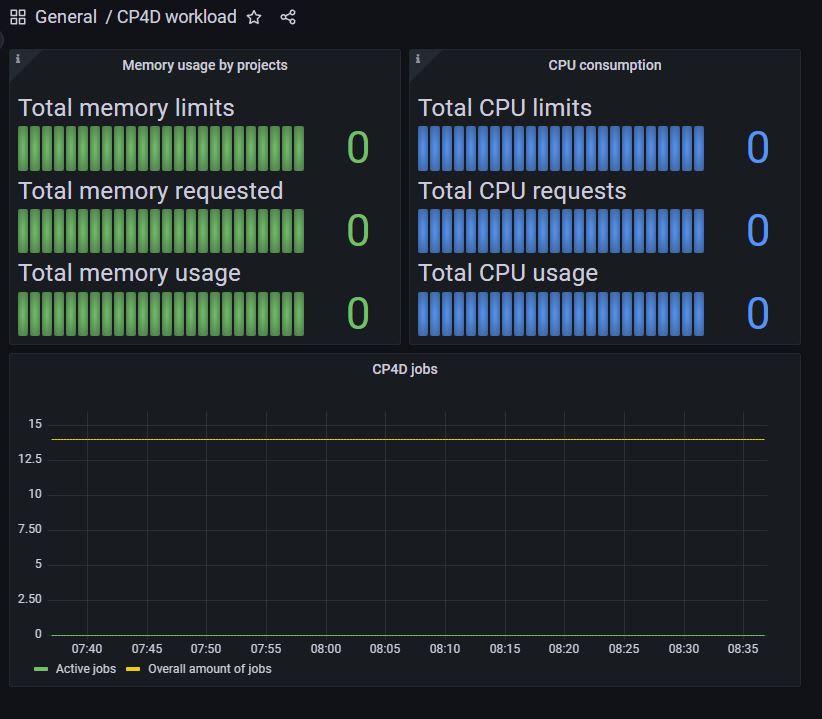 General / CP4D workload
Memory usage by projects
Total memory limits
0
Total memory requested
0
Total memory usage
0
CPU consumption
Total CPU limits
0
Total CPU requests
0
Total CPU usage
0
CP4D jobs
15
12.5
10
7.50
5
2.50
0
07:40 07:45 07:50 07:55 08:00 08:05 08:10 08:15 08:20 08:25 08:30 08:35
Active jobs Overall amount of jobs